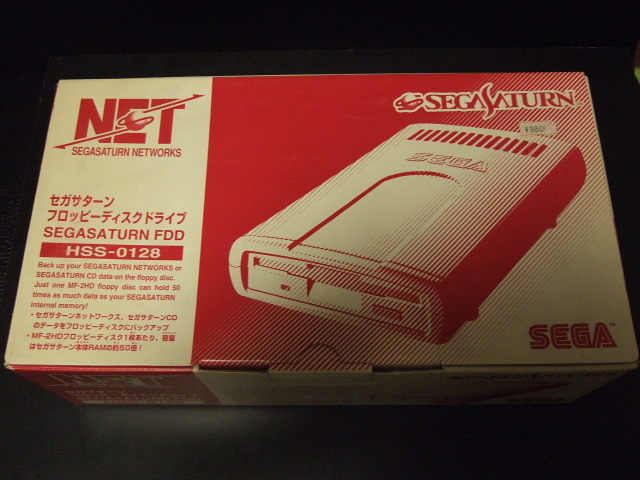 NET
SEGASATURN NETWORKS
セガサターン
フロッピーディスクドライブ
SEGASATURN FDD
HSS-0128
Back up your SEGASATURN NETWORKS or
SEGASATURN CD data on the floppy disc.
Just one MF-2HD floppy disc can hold 50
times as much data as your SEGASATURN
internal memory!
・セガサターンネットワークス、セガサターンCD
のデータをフロッピーディスクにバックアップ
・MF-2HDフロッピーディスク1枚あたり、容量
はセガサターン本体RAMの約50倍！
SEGASATURN
¥980
SEGA
SEGA
™